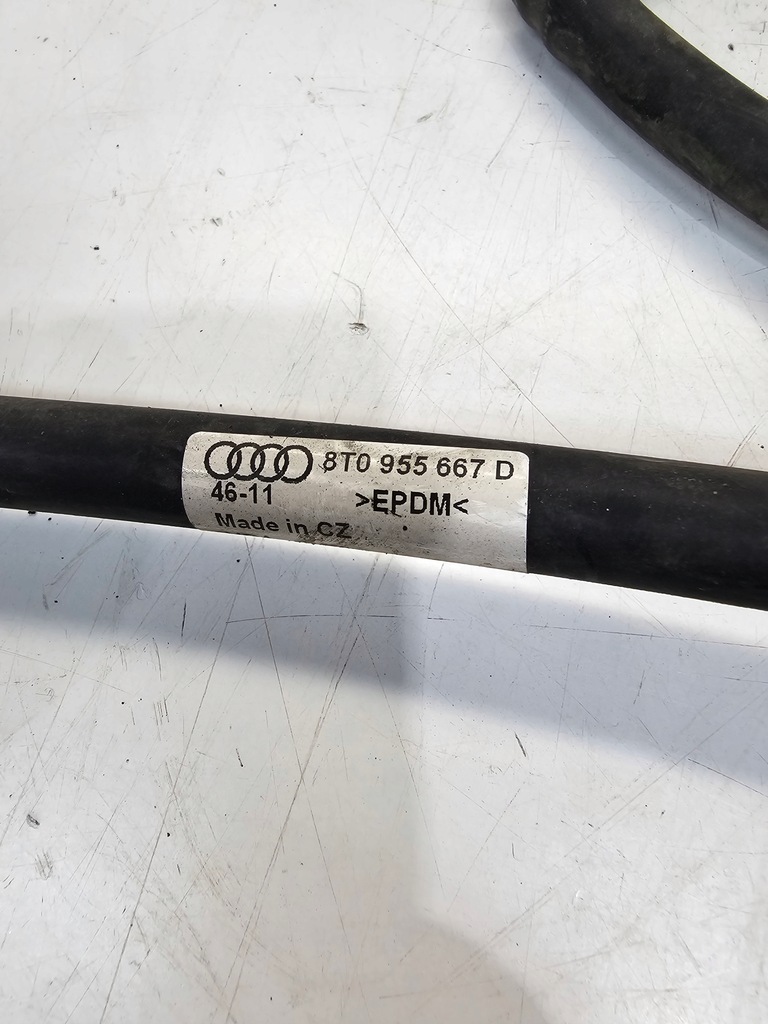 8T0 955 667 D
46-11 >EPDM<
Made in CZ